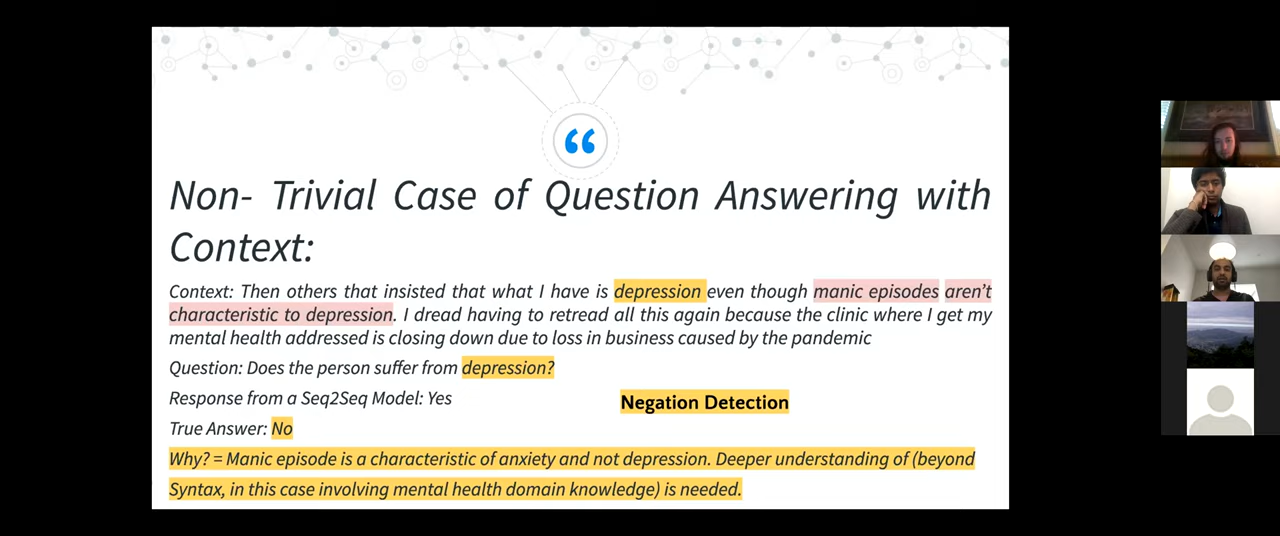 “
Non- Trivial Case of Question Answering with
Context:
Context: Then others that insisted that what I have is depression even though manic episodes aren’t
characteristic to depression. I dread having to retread all this again because the clinic where I get my
mental health addressed is closing down due to loss in business caused by the pandemic
Question: Does the person suffer from depression?
Response from a Seq2Seq Model: Yes
Negation Detection
True Answer: No
Why? = Manic episode is a characteristic of anxiety and not depression. Deeper understanding of (beyond
Syntax, in this case involving mental health domain knowledge) is needed.